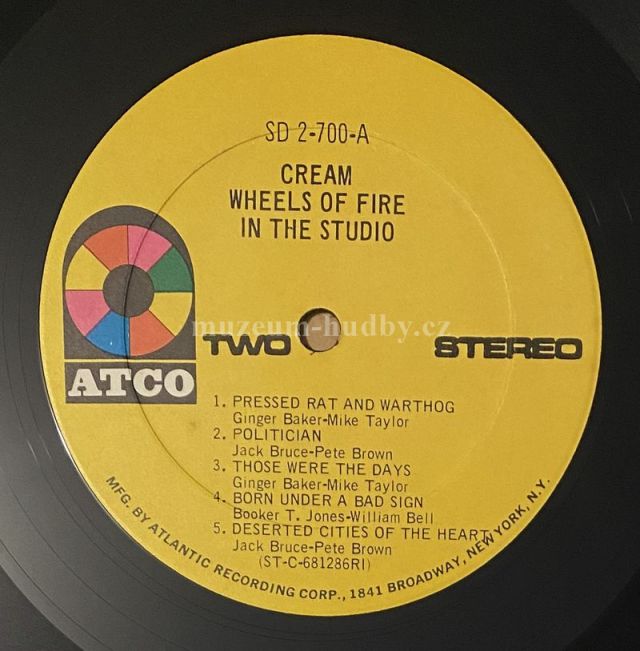 SD 2-700-A
CREAM
WHEELS OF FIRE
IN THE STUDIO
muzeum-hudby.cz
TWO
STEREO
ATCO
1. PRESSED RAT AND WARTHOG
Ginger Baker-Mike Taylor
2. POLITICIAN
Jack Bruce-Pete Brown
3. THOSE WERE THE DAYS
Ginger Baker-Mike Taylor
4. BORN UNDER A BAD SIGN
Booker T. Jones-William Bell
5. DESERTED CITIES OF THE HEART
Jack Bruce-Pete Brown
(ST-C-681286RI)
MFG. BY ATLANTIC RECORDING CORP., 1841 BROADWAY, NEW YORK, N.Y.